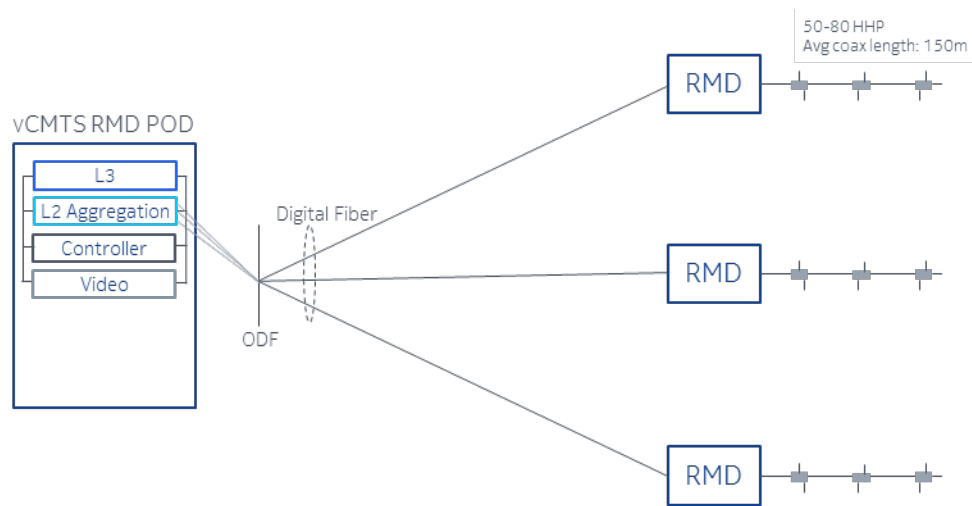 50-80 HHP
Avg coax length: 150m
RMD
vCMTS RMD POD
L3
L2 Aggregation
Controller
Video
Digital Fiber
ODF
RMD
RMD